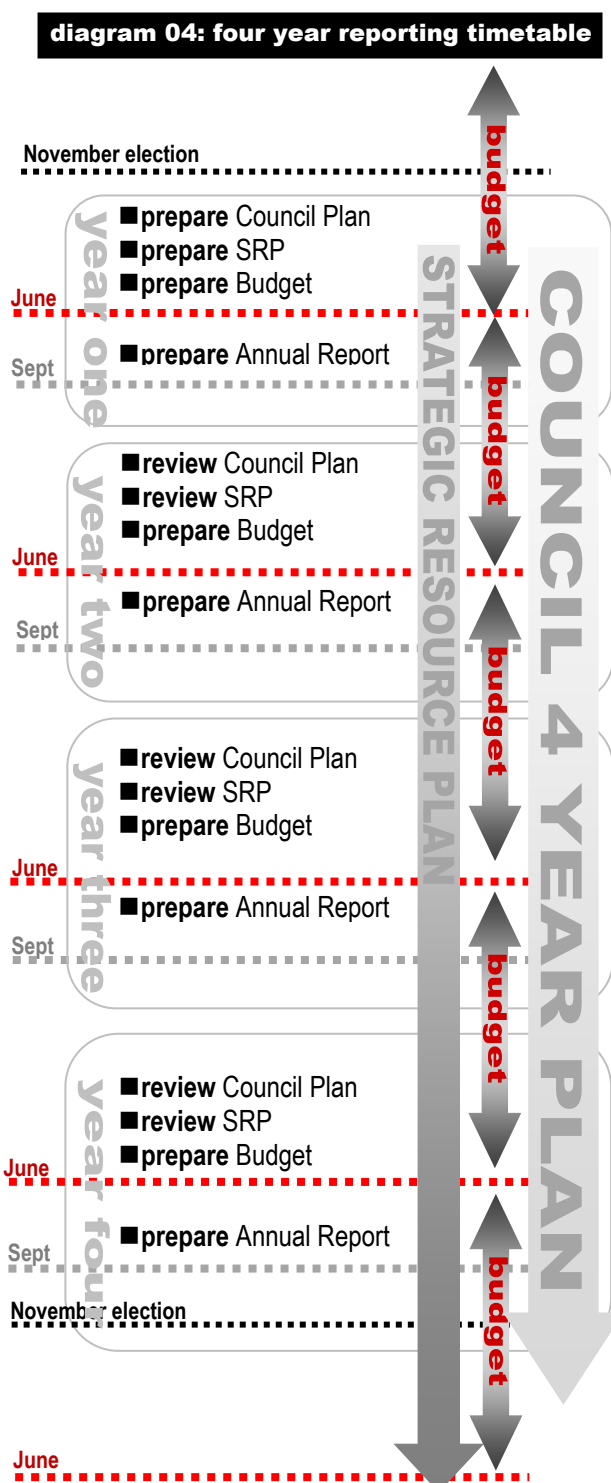 diagram 04: four year reporting timetable
budget
November election
year one
■prepare Council Plan
■prepare SRP
■prepare Budget
June
■prepare Annual Report
Sept
budget
STRATEGIC RESOURCE PLAN
COUNCIL 4 YEAR PLAN
year two
■review Council Plan
■review SRP
■prepare Budget
June
■prepare Annual Report
Sept
budget
year three
■review Council Plan
■review SRP
■prepare Budget
June
■prepare Annual Report
Sept
budget
year four
■review Council Plan
■review SRP
■prepare Budget
June
■prepare Annual Report
Sept
budget
November election
June